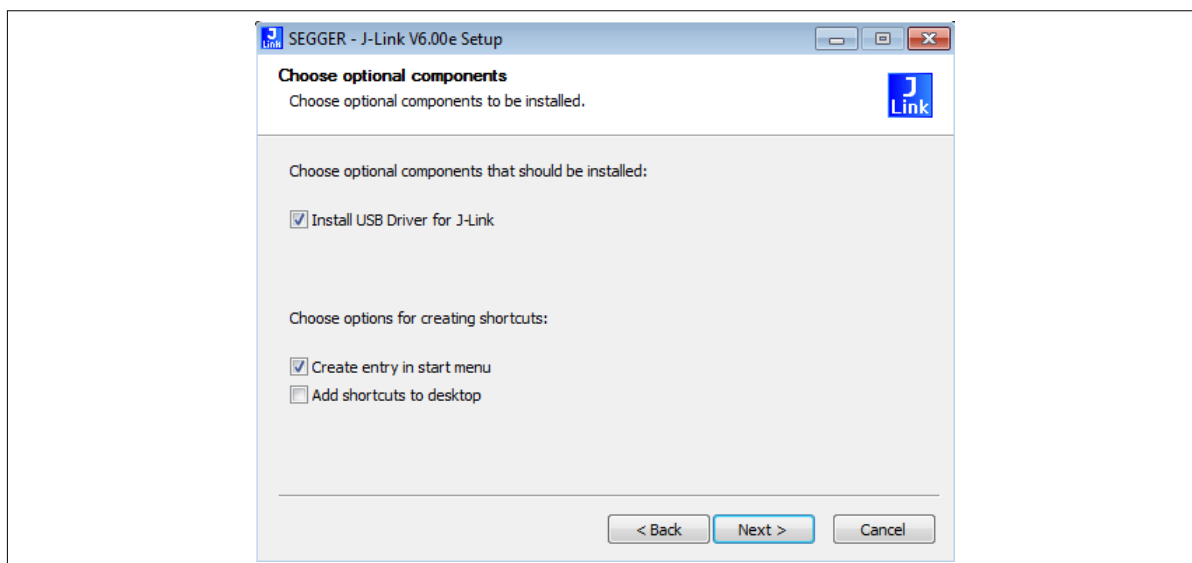 J
Link
SEGGER - J-Link V6.00e Setup
Choose optional components
Choose optional components to be installed.
J
Link
Choose optional components that should be installed:
Install USB Driver for J-Link
Choose options for creating shortcuts:
Create entry in start menu
Add shortcuts to desktop
< Back Next > Cancel